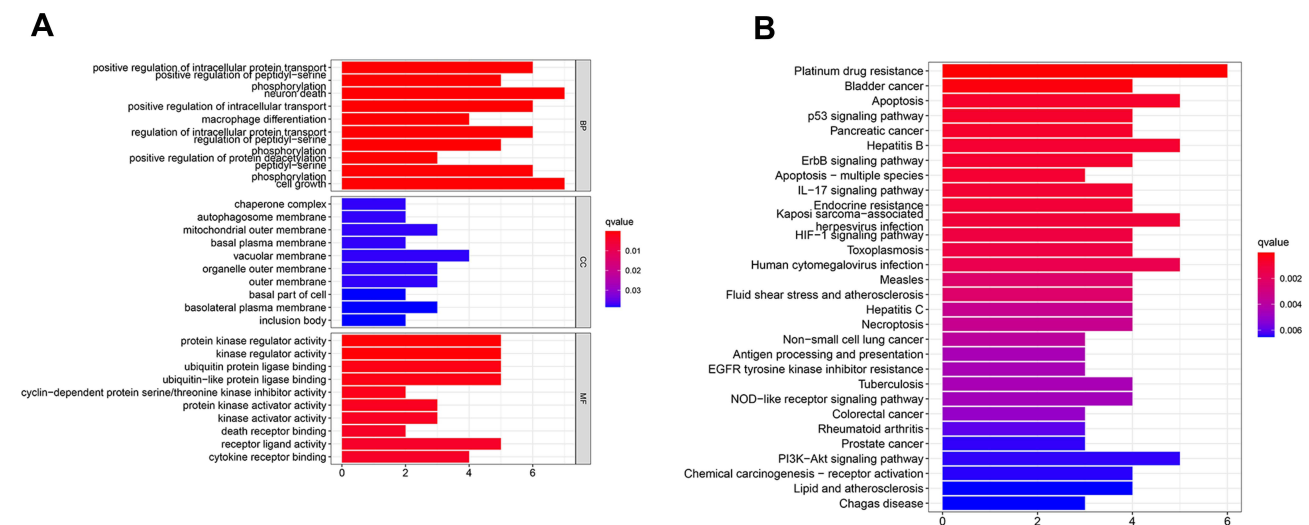 A
positive regulation of intracellular protein transport
positive regulation of peptidyl-serine
phosphorylation
neuron death
positive regulation of intracellular transport
macrophage differentiation
regulation of intracellular protein transport
regulation of peptidyl-serine
phosphorylation
positive regulation of protein deacetylation
peptidyl-serine
phosphorylation
cell growth
BP
chaperone complex
autophagosome membrane
mitochondrial outer membrane
basal plasma membrane
vacuolar membrane
organelle outer membrane
outer membrane
basal part of cell
basolateral plasma membrane
inclusion body
CC
protein kinase regulator activity
kinase regulator activity
ubiquitin protein ligase binding
ubiquitin-like protein ligase binding
cyclin-dependent protein serine/threonine kinase inhibitor activity
protein kinase activator activity
kinase activator activity
death receptor binding
receptor ligand activity
cytokine receptor binding
MF
0 2 4 6
qvalue
0.01
0.02
0.03
B
Platinum drug resistance
Bladder cancer
Apoptosis
p53 signaling pathway
Pancreatic cancer
Hepatitis B
ErbB signaling pathway
Apoptosis − multiple species
IL−17 signaling pathway
Endocrine resistance
Kaposi sarcoma−associated
herpesvirus infection
HIF−1 signaling pathway
Toxoplasmosis
Human cytomegalovirus infection
Measles
Fluid shear stress and atherosclerosis
Hepatitis C
Necroptosis
Non−small cell lung cancer
Antigen processing and presentation
EGFR tyrosine kinase inhibitor resistance
Tuberculosis
NOD−like receptor signaling pathway
Colorectal cancer
Rheumatoid arthritis
Prostate cancer
PI3K−Akt signaling pathway
Chemical carcinogenesis − receptor activation
Lipid and atherosclerosis
Chagas disease
0 2 4 6
qvalue
0.002
0.004
0.006